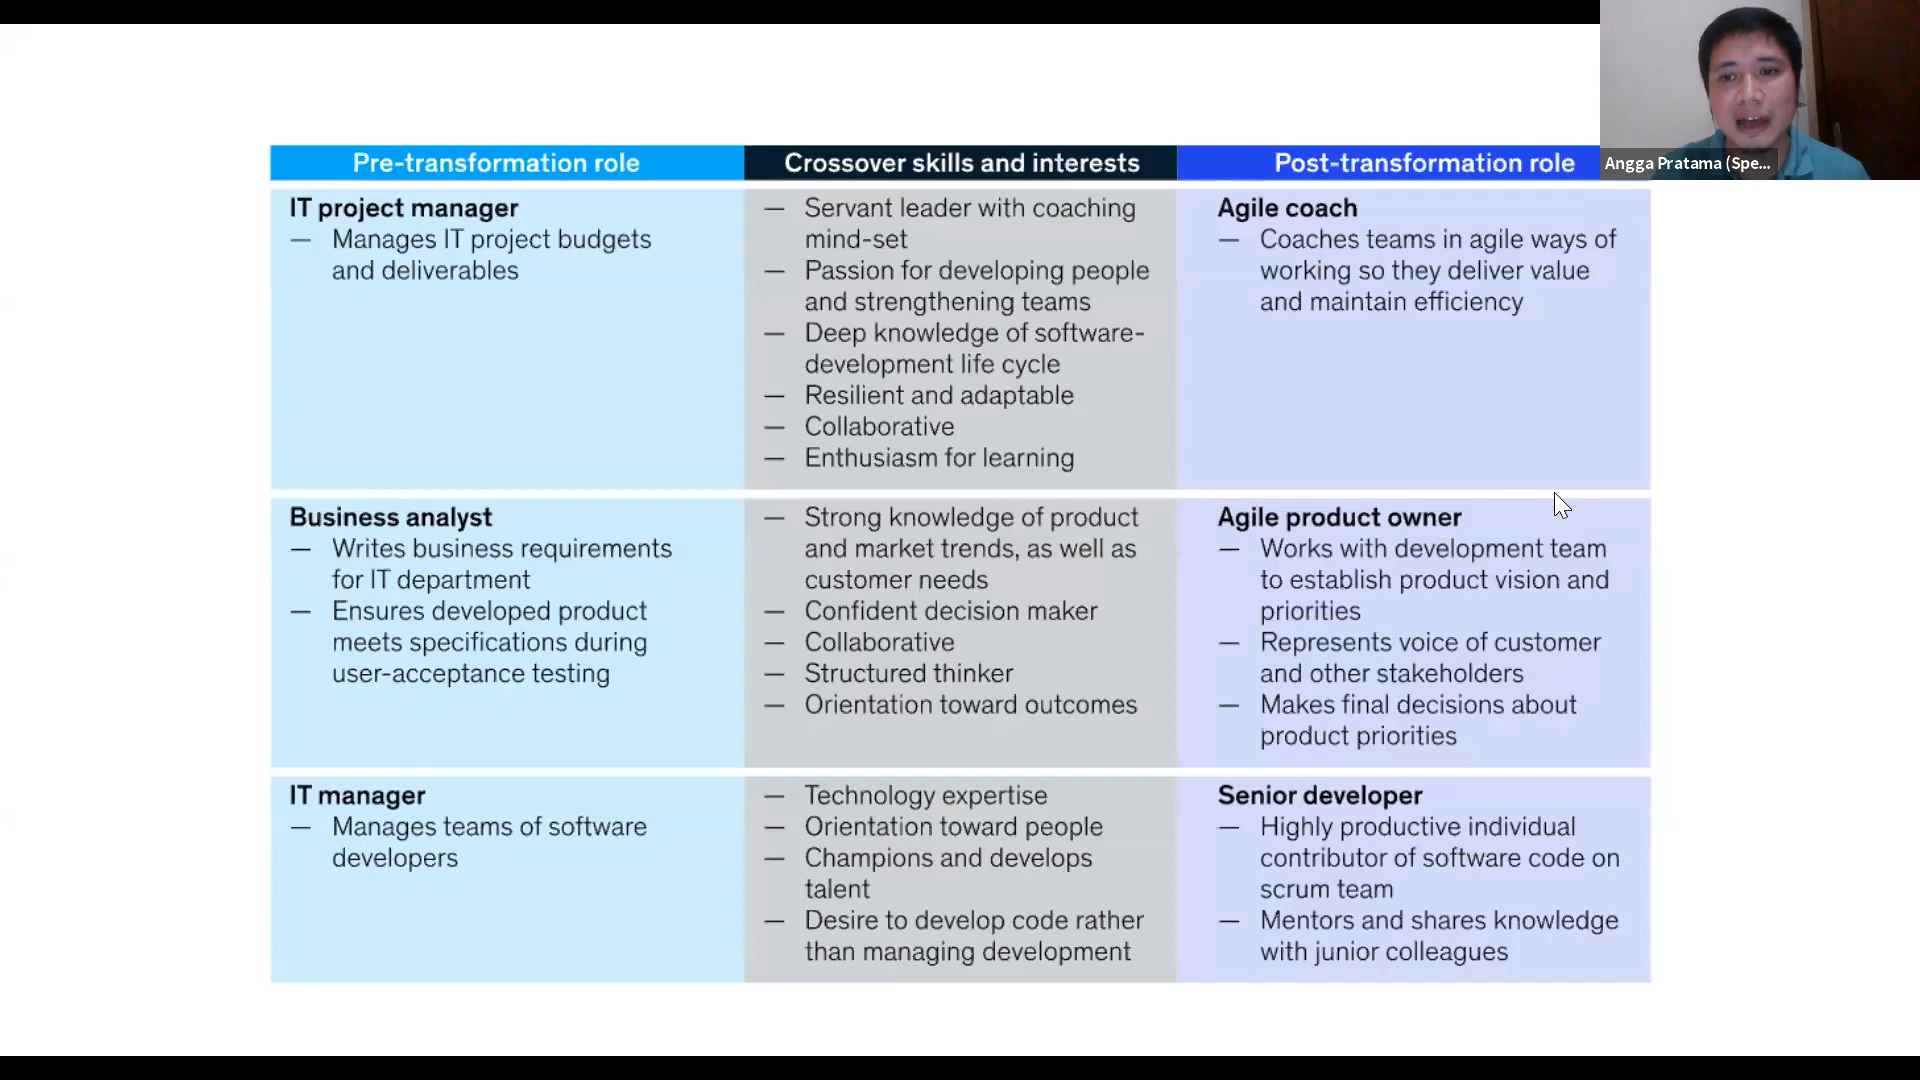 Pre-transformation role
Crossover skills and interests
Post-transformation role
Angga Pratama (Spe...
IT project manager
— Manages IT project budgets
and deliverables
— Servant leader with coaching
mind-set
— Passion for developing people
and strengthening teams
— Deep knowledge of software-
development life cycle
— Resilient and adaptable
— Collaborative
— Enthusiasm for learning
Agile coach
— Coaches teams in agile ways of
working so they deliver value
and maintain efficiency
Business analyst
— Writes business requirements
for IT department
— Ensures developed product
meets specifications during
user-acceptance testing
— Strong knowledge of product
and market trends, as well as
customer needs
— Confident decision maker
— Collaborative
— Structured thinker
— Orientation toward outcomes
Agile product owner
— Works with development team
to establish product vision and
priorities
— Represents voice of customer
and other stakeholders
— Makes final decisions about
product priorities
IT manager
— Manages teams of software
developers
— Technology expertise
— Orientation toward people
— Champions and develops
talent
— Desire to develop code rather
than managing development
Senior developer
— Highly productive individual
contributor of software code on
scrum team
— Mentors and shares knowledge
with junior colleagues